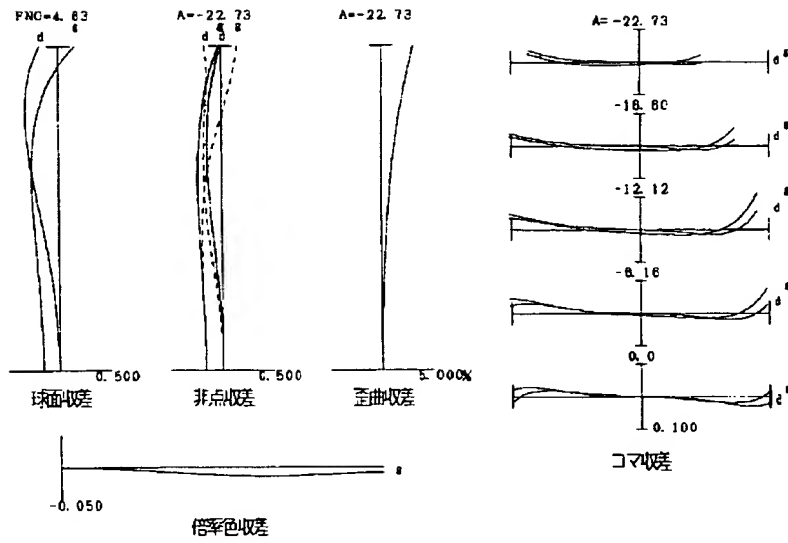 FNO=4.83
g
d
0.500
球面収差
A=-22.73
d d g
g
0.500
非点収差
A=-22.73
5.000%
歪曲収差
A=-22.73
g
d
-16.60
g
d
-12.12
g
d
-6.16
g
d
0.0
g
d
0.100
コマ収差
g
-0.050
倍率色収差